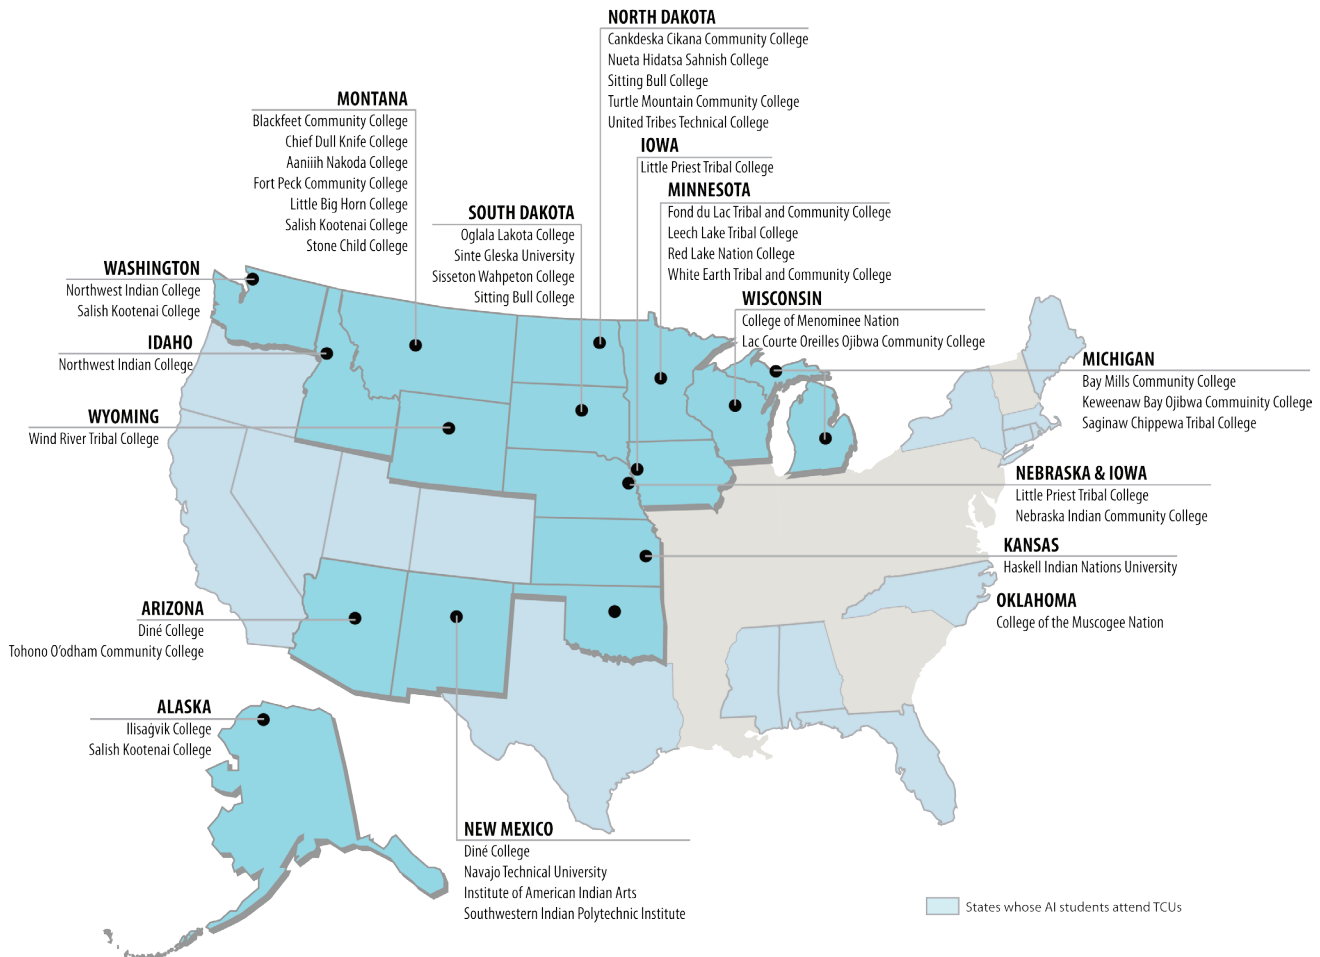 NORTH DAKOTA
Cankdeska Cikana Community College
Nueta Hidatsa Sahnish College
Sitting Bull College
Turtle Mountain Community College
United Tribes Technical College
MONTANA
Blackfeet Community College
Chief Dull Knife College
Aaniiih Nakoda College
Fort Peck Community College
Little Big Horn College
Salish Kootenai College
Stone Child College
IOWA
Little Priest Tribal College
MINNESOTA
Fond du Lac Tribal and Community College
Leech Lake Tribal College
Red Lake Nation College
White Earth Tribal and Community College
SOUTH DAKOTA
Oglala Lakota College
Sinte Gleska University
Sisseton Wahpeton College
Sitting Bull College
WASHINGTON
Northwest Indian College
Salish Kootenai College
WISCONSIN
College of Menominee Nation
Lac Courte Oreilles Ojibwa Community College
IDAHO
Northwest Indian College
MICHIGAN
Bay Mills Community College
Keweenaw Bay Ojibwa Commuinity College
Saginaw Chippewa Tribal College
WYOMING
Wind River Tribal College
NEBRASKA & IOWA
Little Priest Tribal College
Nebraska Indian Community College
KANSAS
Haskell Indian Nations University
OKLAHOMA
College of the Muscogee Nation
ARIZONA
Diné College
Tohono O'odham Community College
ALASKA
Ilisaġvik College
Salish Kootenai College
NEW MEXICO
Diné College
Navajo Technical University
Institute of American Indian Arts
Southwestern Indian Polytechnic Institute
States whose AI students attend TCUs